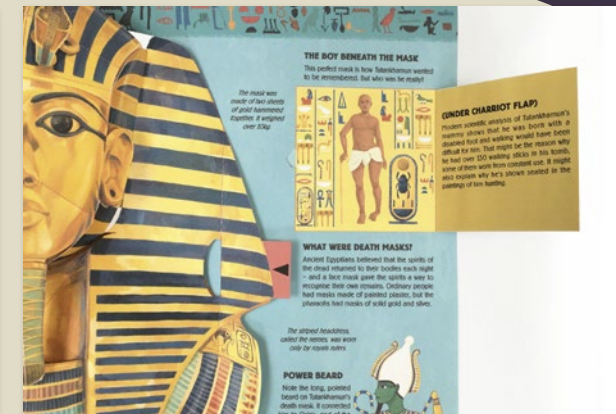 THE BOY BENEATH THE MASK
This perfect mask is how Tutankhamun wanted
to be remembered. But who was he really?
The mask was
made of two sheets
of gold hammered
together. It weighed
over 10kg
(UNDER CHARRIOT FLAP)
Modern scientific analysis of Tutankhamun's
mummy shows that he was born with a
disabled foot and walking would have been
difficult for him. That might be the reason why
he had over 130 walking sticks in his tomb,
some of them worn from constant use. It might
also explain why he's shown seated in the
paintings of him hunting.
WHAT WERE DEATH MASKS?
Ancient Egyptians believed that the spirits of
the dead returned to their bodies each night
– and a face mask gave the spirits a way to
recognise their own remains. Ordinary people
had masks made of painted plaster, but the
pharaohs had masks of solid gold and silver.
The striped headdress,
called the nemes, was worn
only by royals rulers.
POWER BEARD
Note the long, pointed
beard on Tutankhamun's
death mask. It connected